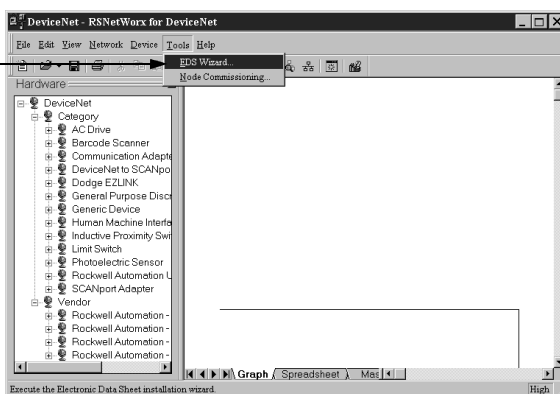 DeviceNet - RSNetWorx for DeviceNet
File Edit View Network Device Tools Help
EDS Wizard...
Node Commissioning...
Hardware
DeviceNet
Category
AC Drive
Barcode Scanner
Communication Adapte
DeviceNet to SCANpo
Dodge EZLINK
General Purpose Discr
Generic Device
Human Machine Interfa
Inductive Proximity Swi
Limit Switch
Photoelectric Sensor
Rockwell Automation
SCANport Adapter
Vendor
Rockwell Automation -
Rockwell Automation -
Rockwell Automation -
Rockwell Automation -
Graph Spreadsheet Mas
Execute the Electronic Data Sheet installation wizard. High